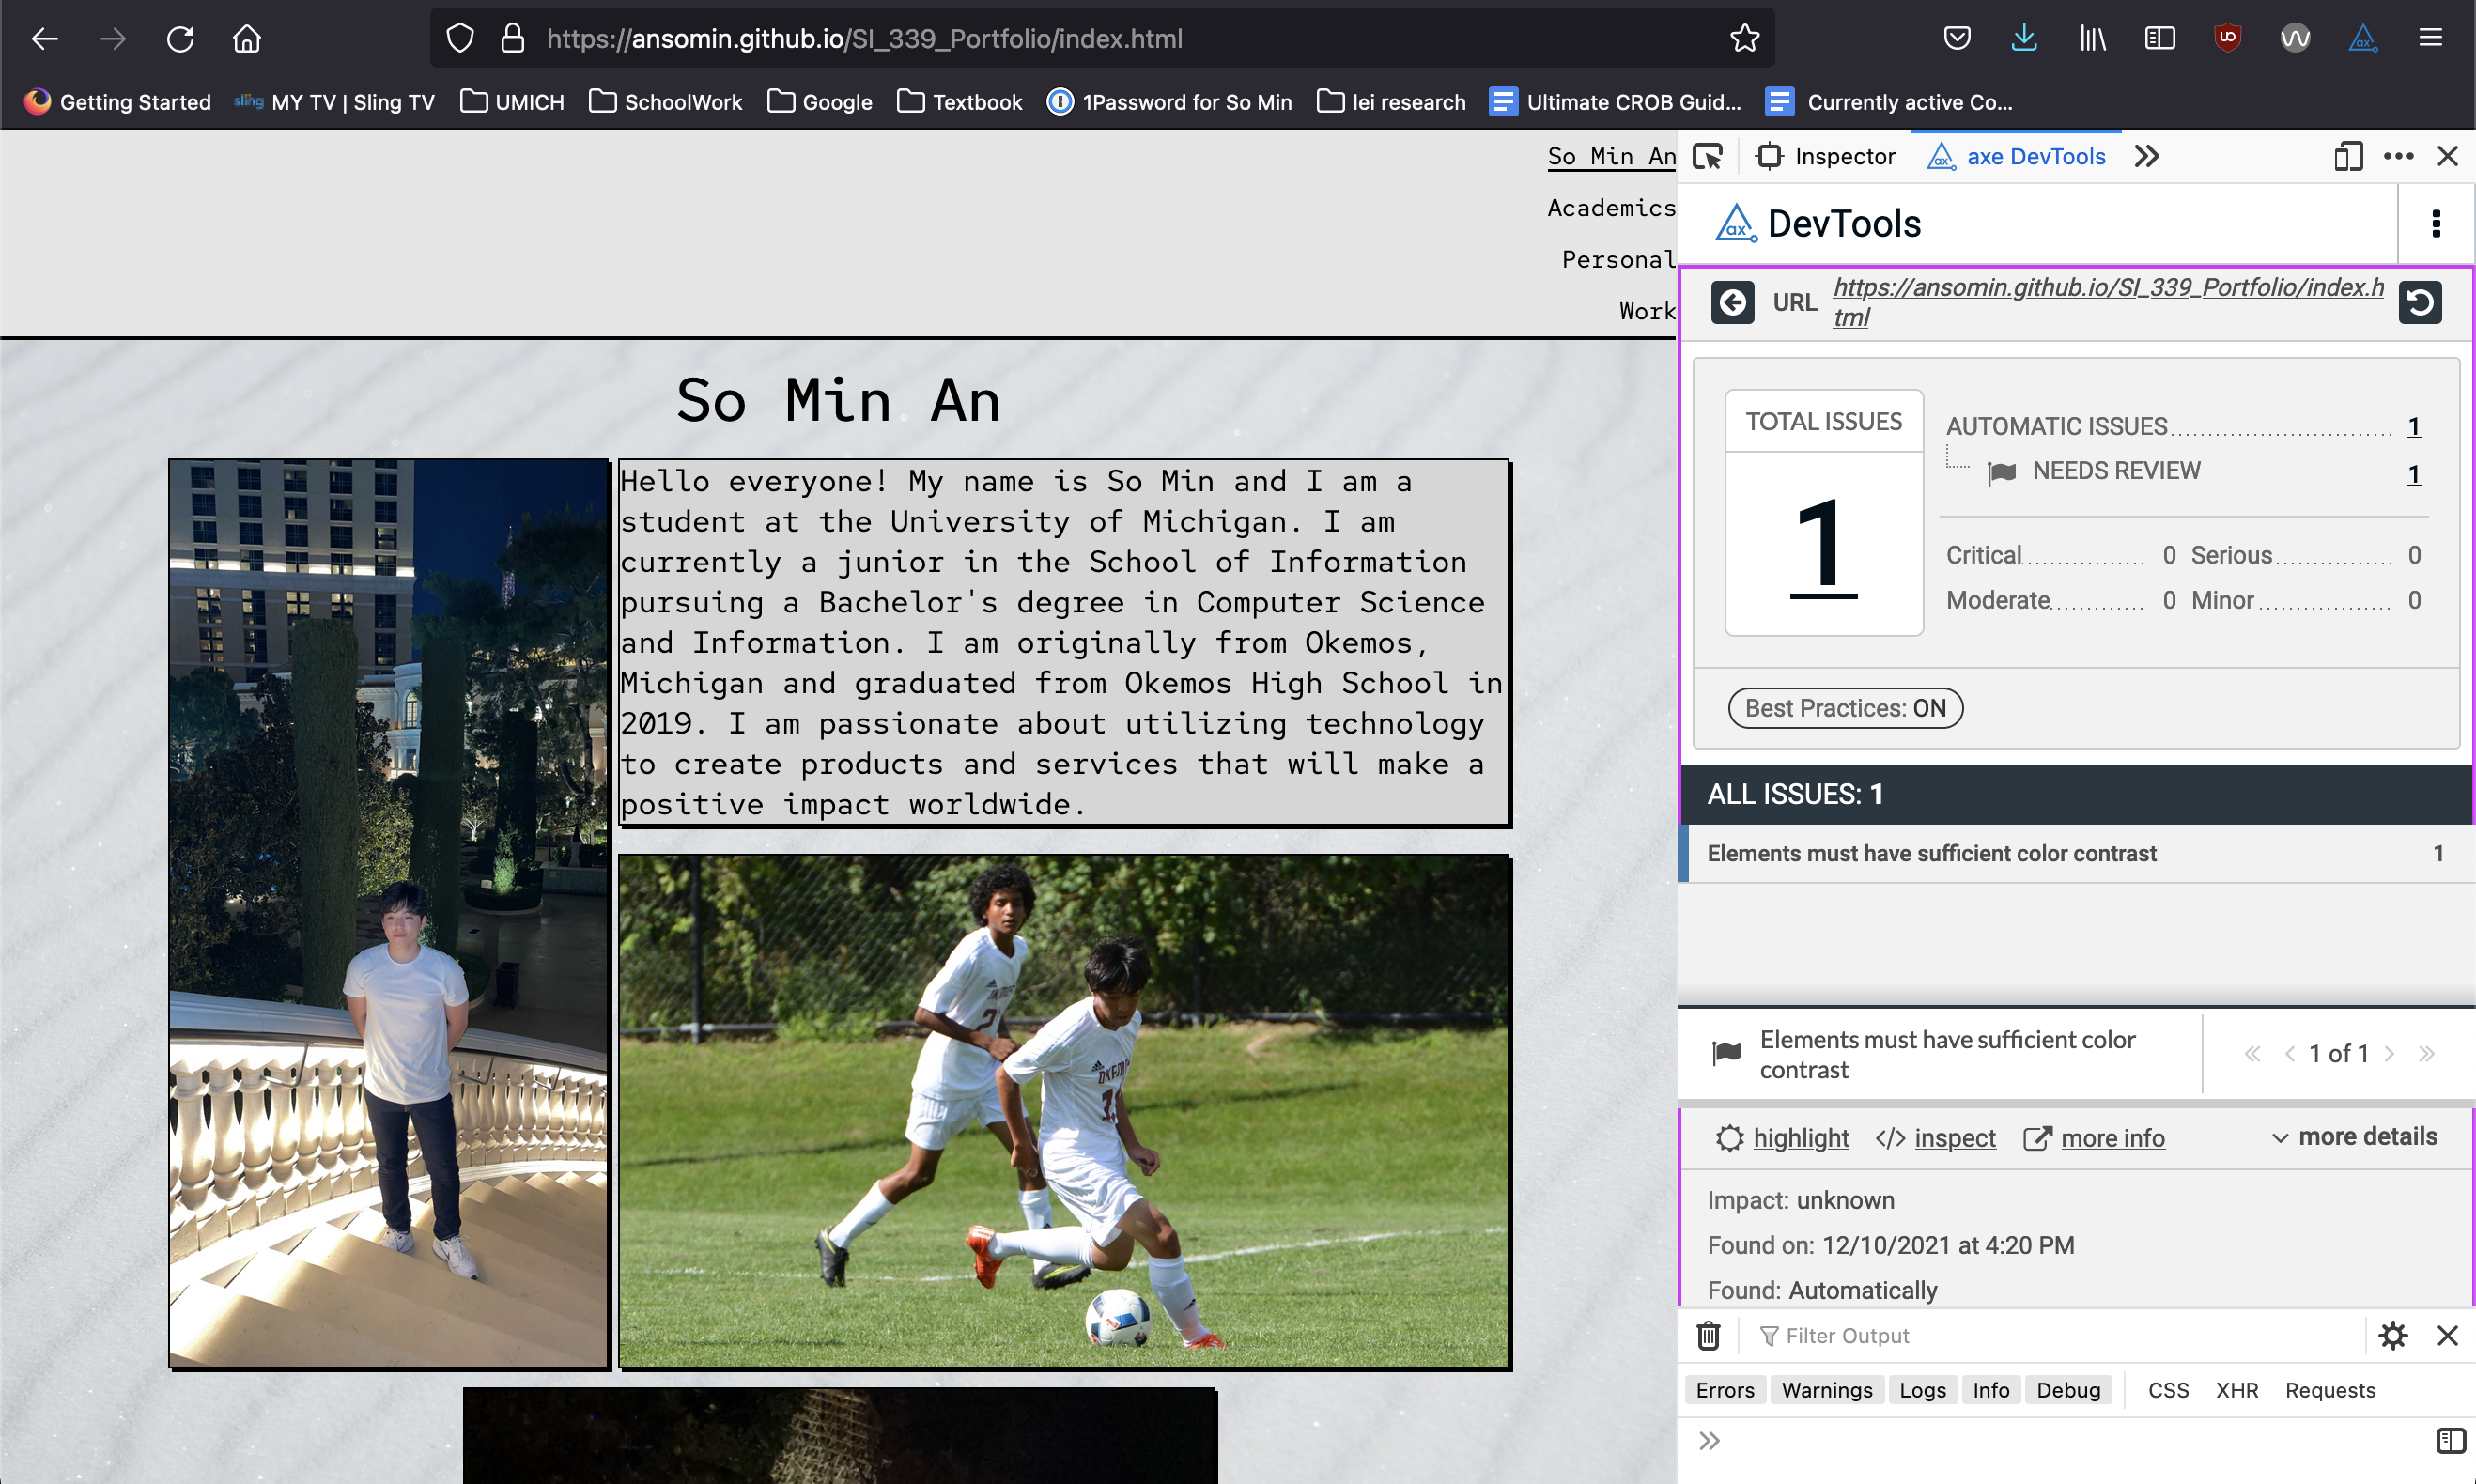 https://ansomin.github.io/SI_339_Portfolio/index.html
Getting Started
sling MY TV | Sling TV
UMICH
SchoolWork
Google
Textbook
1Password for So Min
lei research
Ultimate CROB Guid...
Currently active Co...
So Min An
Academics
Personal
Work
So Min An
Hello everyone! My name is So Min and I am a
student at the University of Michigan. I am
currently a junior in the School of Information
pursuing a Bachelor's degree in Computer Science
and Information. I am originally from Okemos,
Michigan and graduated from Okemos High School in
2019. I am passionate about utilizing technology
to create products and services that will make a
positive impact worldwide.
Inspector
axe DevTools
DevTools
URL https://ansomin.github.io/SI_339_Portfolio/index.h
tml
TOTAL ISSUES
1
AUTOMATIC ISSUES 1
NEEDS REVIEW 1
Critical 0 Serious 0
Moderate 0 Minor 0
Best Practices: ON
ALL ISSUES: 1
Elements must have sufficient color contrast 1
Elements must have sufficient color
contrast
1 of 1
highlight
</> inspect
more info
more details
Impact: unknown
Found on: 12/10/2021 at 4:20 PM
Found: Automatically
Filter Output
Errors Warnings Logs Info Debug CSS XHR Requests